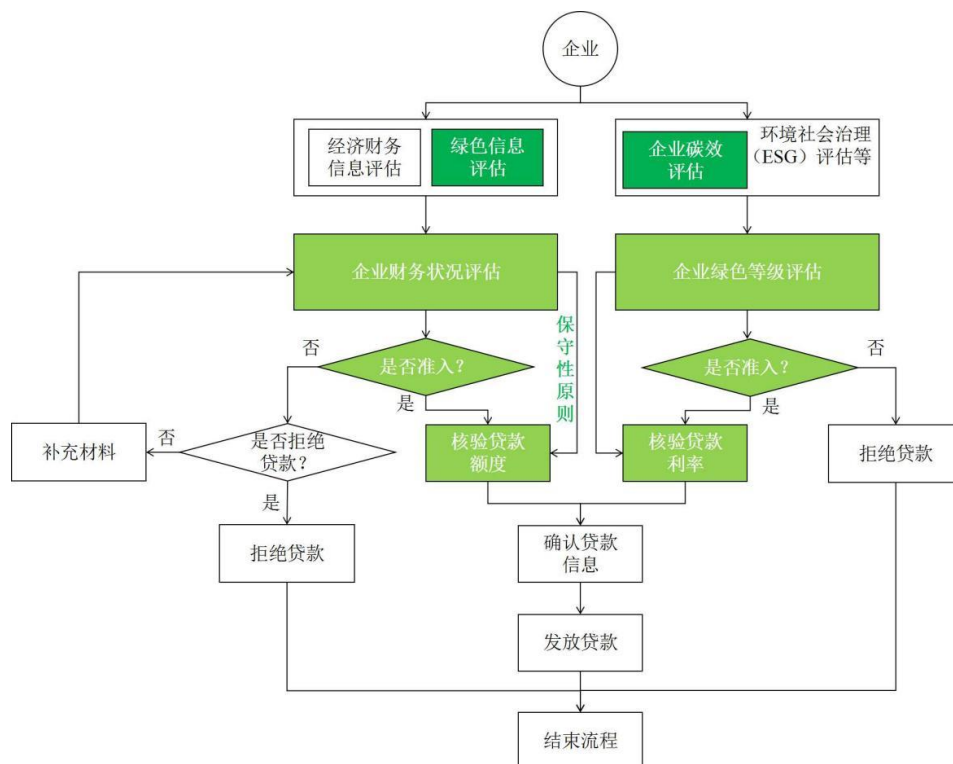 企业
经济财务
信息评估
绿色信息
评估
企业碳效
评估
环境社会治理
（ESG）评估等
企业财务状况评估
企业绿色等级评估
保守性原则
否
是否准入？
是
是否准入？
否
是
补充材料
否
是否拒绝
贷款？
核验贷款
额度
核验贷款
利率
拒绝贷款
是
拒绝贷款
确认贷款
信息
发放贷款
结束流程